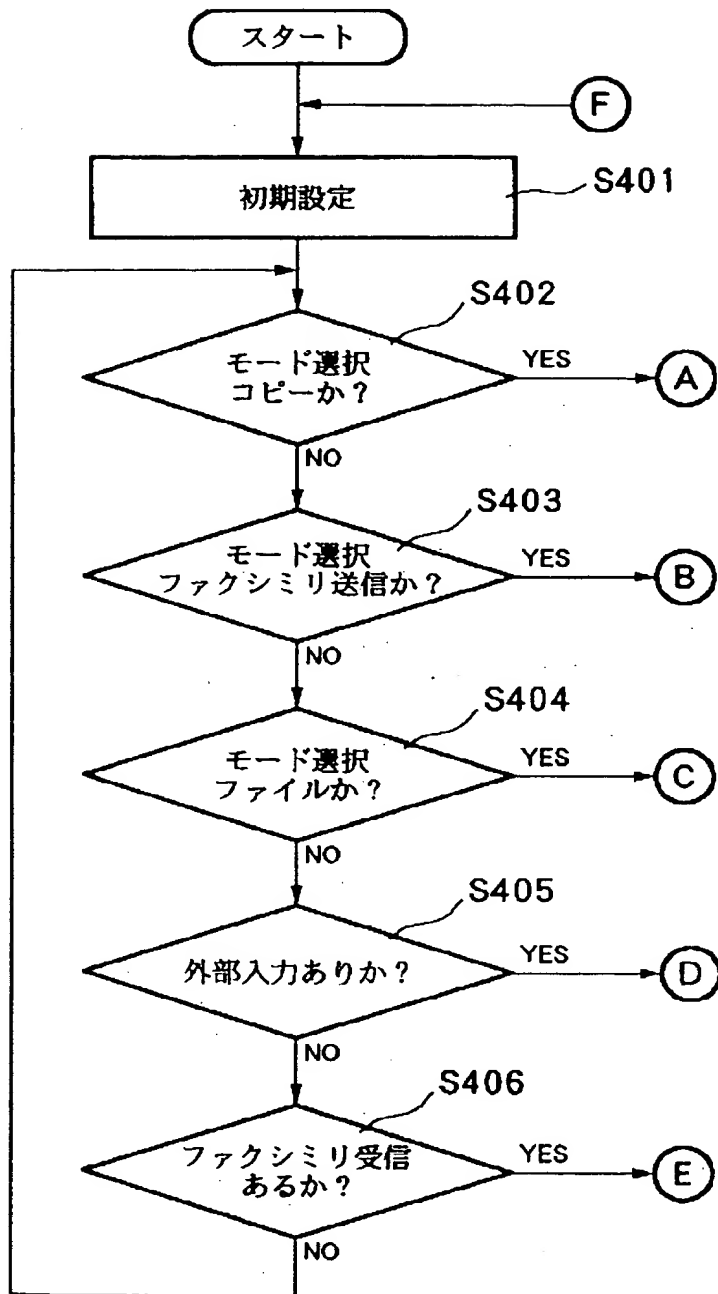 スタート
F
初期設定
S401
S402
モード選択
コピーか?
YES
A
NO
S403
モード選択
ファクシミリ送信か?
YES
B
NO
S404
モード選択
ファイルか?
YES
C
NO
S405
外部入力ありか?
YES
D
NO
S406
ファクシミリ受信
あるか?
YES
E
NO